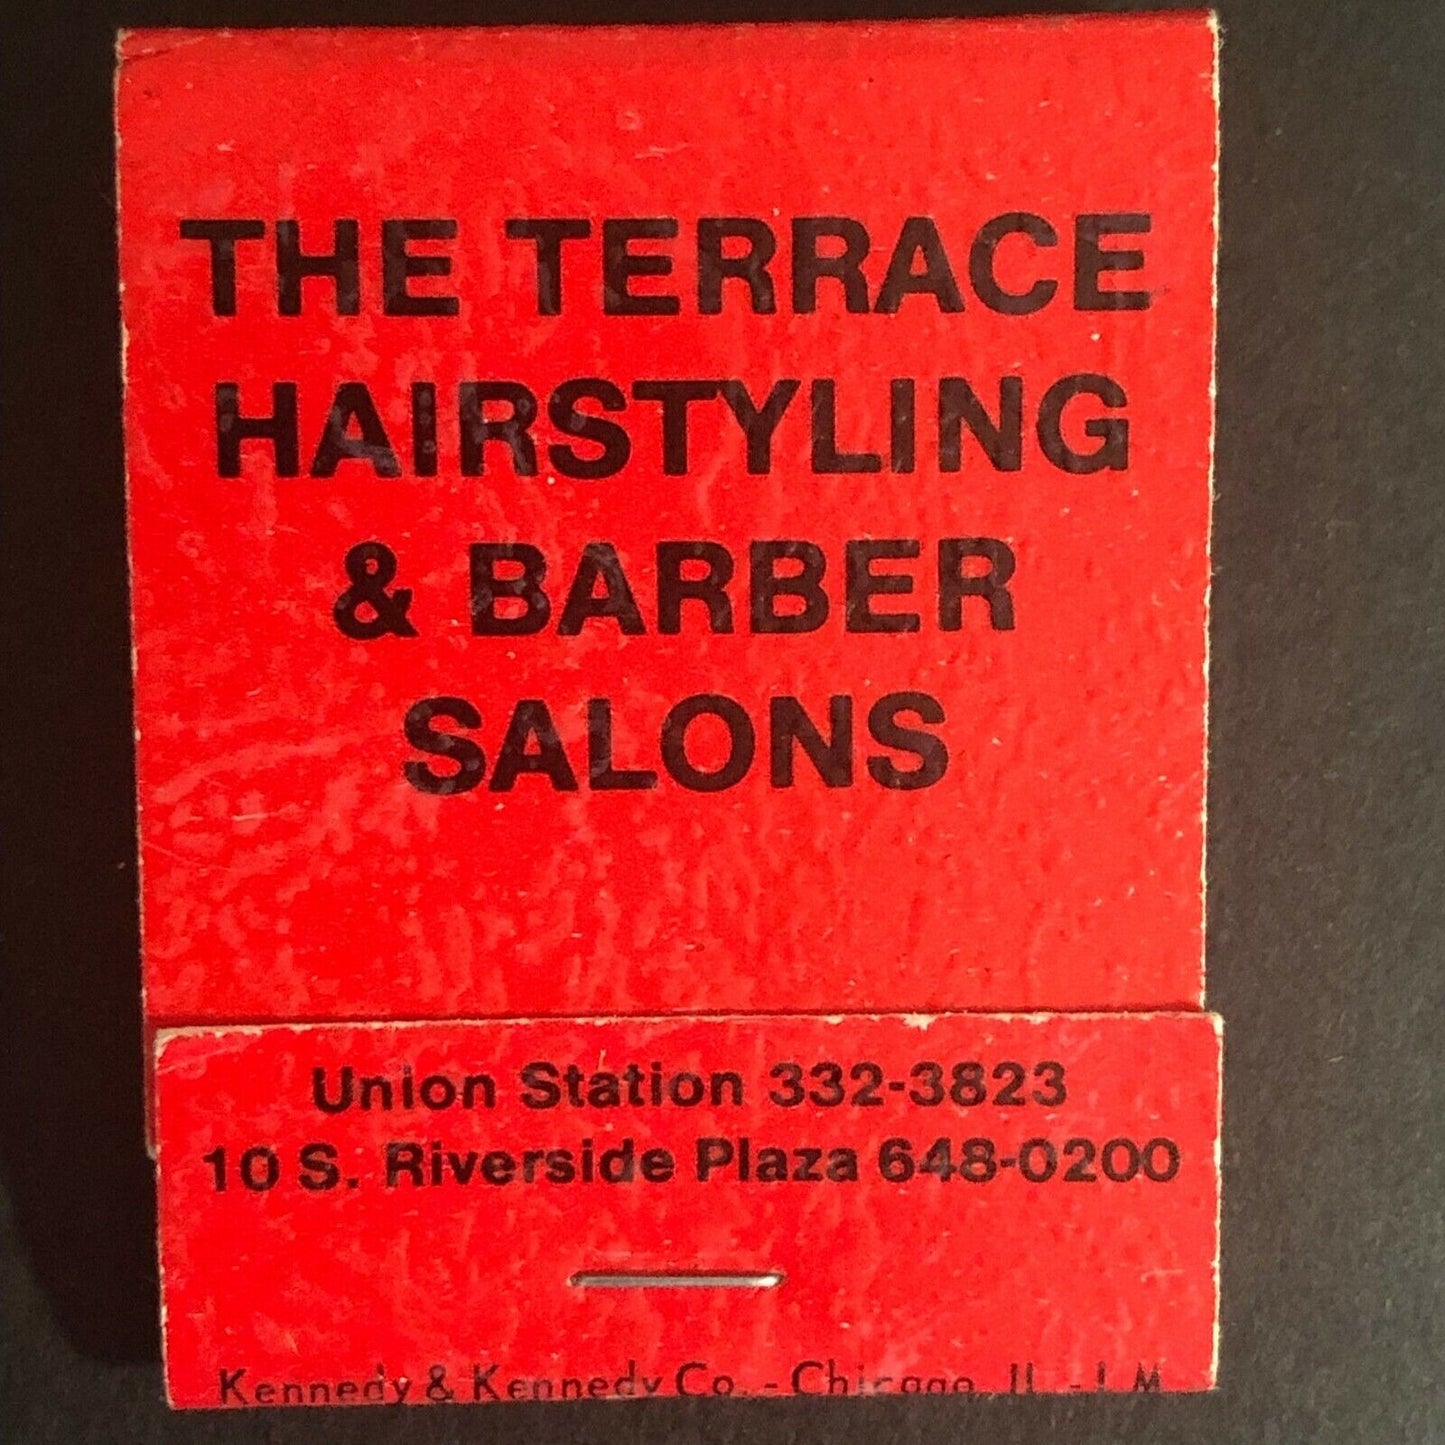 THE TERRACE
HAIRSTYLING
& BARBER
SALONS
Union Station 332-3823
10 S. Riverside Plaza 648-0200
Kennedy & Kennedy Co. - Chicago, IL -